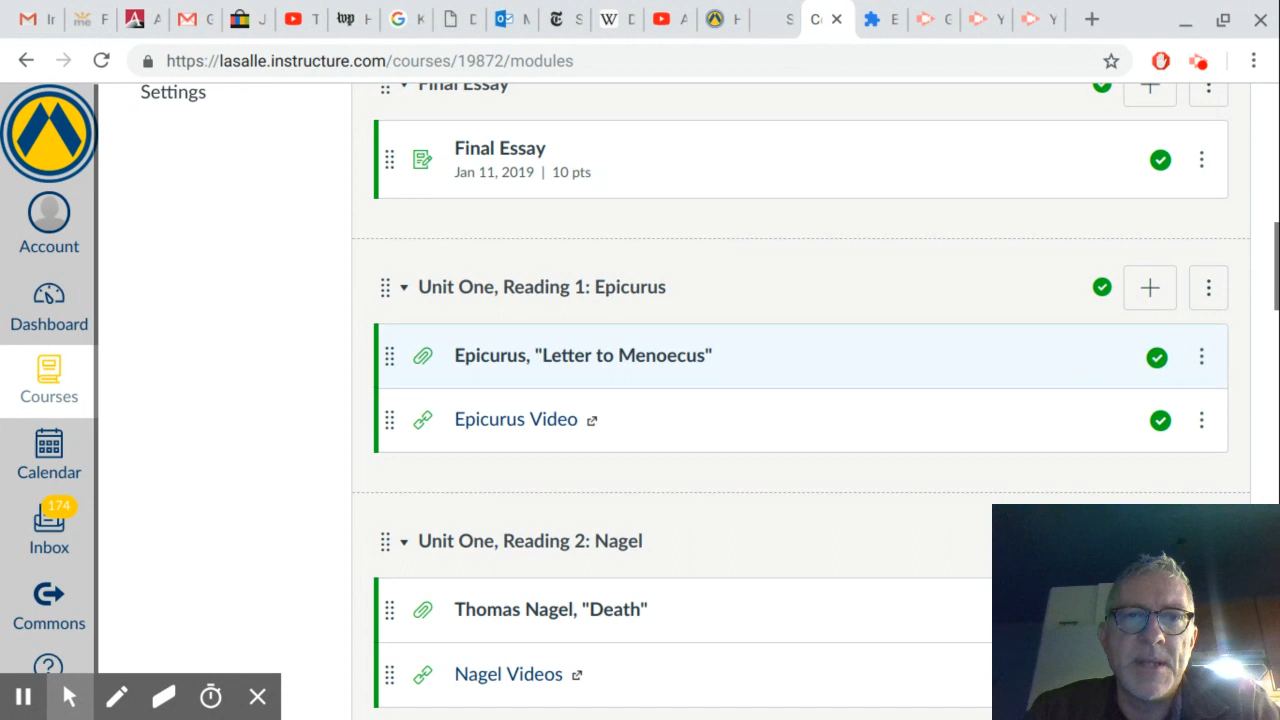 https://lasalle.instructure.com/courses/19872/modules
Settings
Account
Dashboard
Courses
Calendar
174
Inbox
Commons
Final Essay
Final Essay
Jan 11, 2019 | 10 pts
Unit One, Reading 1: Epicurus
Epicurus, "Letter to Menoecus"
Epicurus Video
Unit One, Reading 2: Nagel
Thomas Nagel, "Death"
Nagel Videos